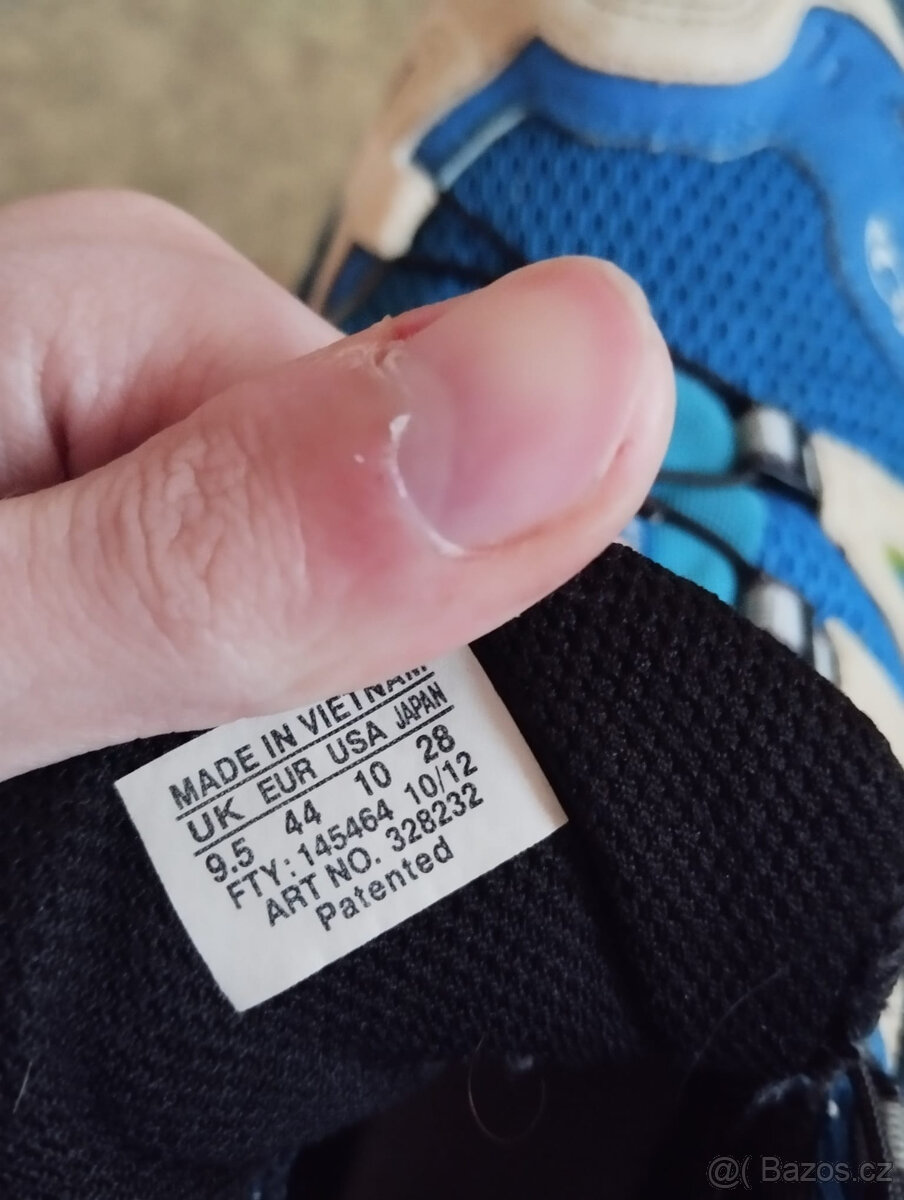 MADE IN VIETNAM
UK EUR USA JAPAN
9.5 44 10 28
FTY: 145464 10/12
ART NO. 328232
Patented
@( Bazos.cz